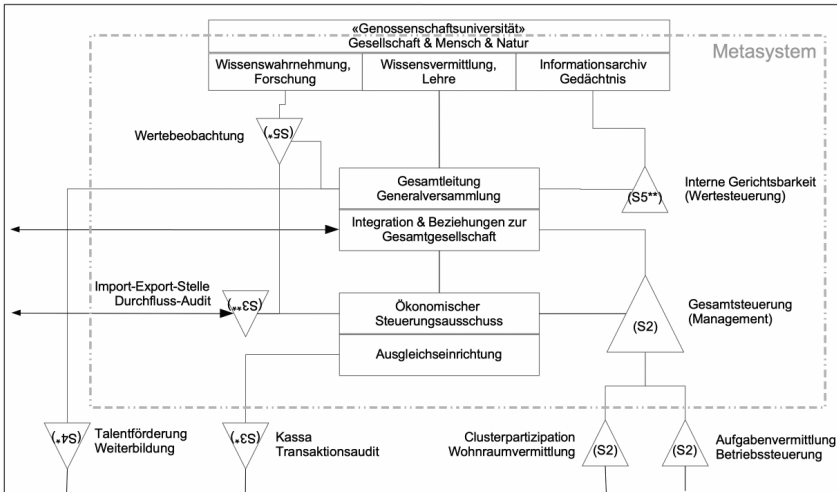 «Genossenschaftsuniversität»
Gesellschaft & Mensch & Natur
Metasystem
Wissenswahrnehmung,
Forschung
Wissensvermittlung,
Lehre
Informationsarchiv
Gedächtnis
Wertebeobachtung
(S5*)
Gesamtleitung
Generalversammlung
(S5**)
Interne Gerichtsbarkeit
(Wertesteuerung)
Integration & Beziehungen zur
Gesamtgesellschaft
Import-Export-Stelle
Durchfluss-Audit
(S3**)
Ökonomischer
Steuerungsausschuss
(S2)
Gesamtsteuerung
(Management)
Ausgleichseinrichtung
(S4*)
Talentförderung
Weiterbildung
(S3*)
Kassa
Transaktionsaudit
Clusterpartizipation
Wohnraumvermittlung
(S2)
(S2)
Aufgabenvermittlung
Betriebssteuerung